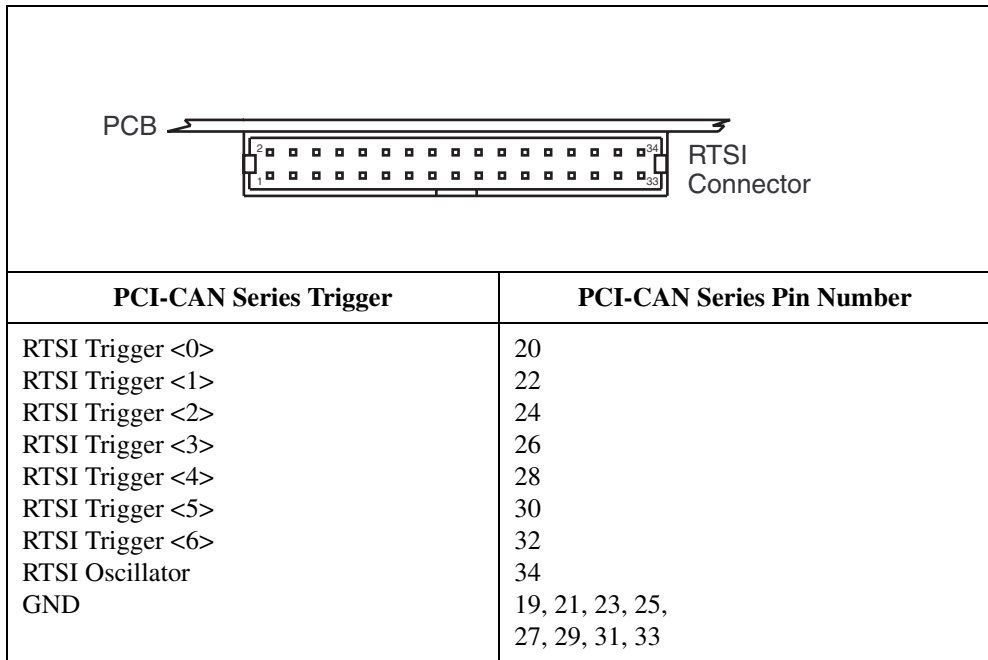 PCB
2
34
1
33
RTSI
Connector
PCI-CAN Series Trigger PCI-CAN Series Pin Number
RTSI Trigger <0> 20
RTSI Trigger <1> 22
RTSI Trigger <2> 24
RTSI Trigger <3> 26
RTSI Trigger <4> 28
RTSI Trigger <5> 30
RTSI Trigger <6> 32
RTSI Oscillator 34
GND 19, 21, 23, 25,
27, 29, 31, 33